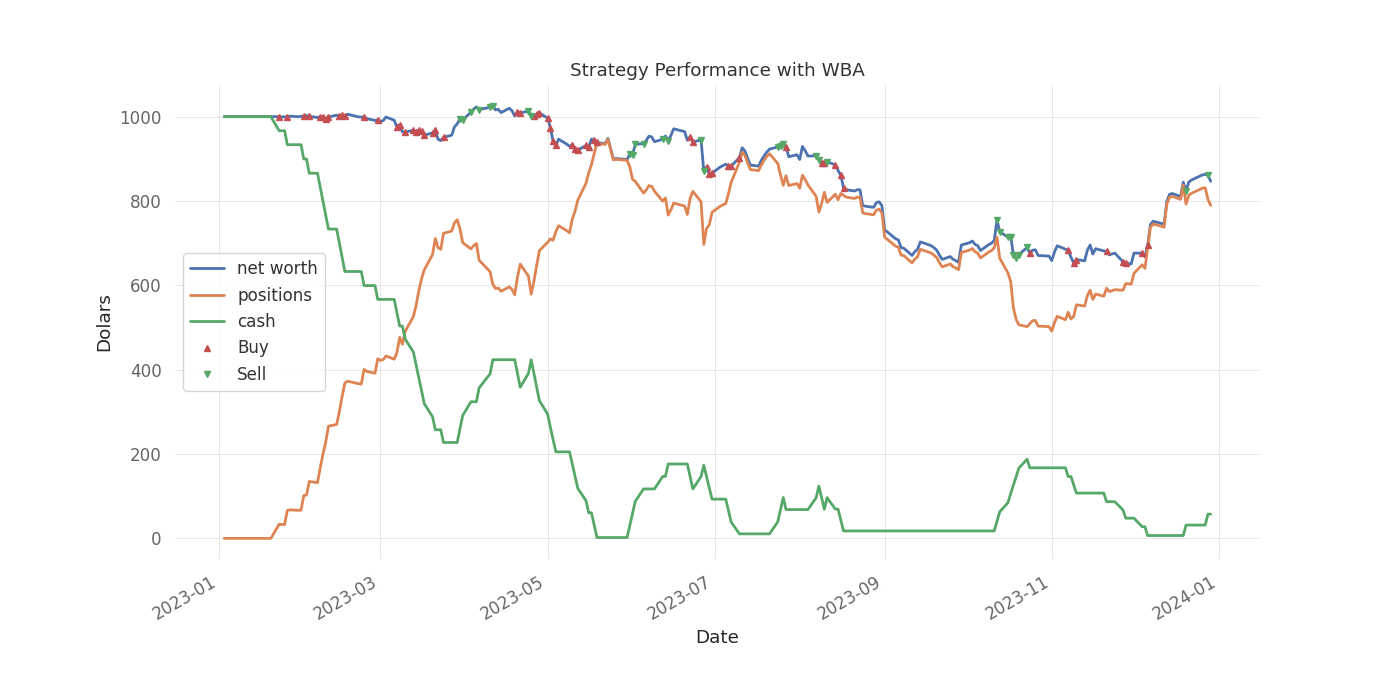 Strategy Performance with WBA
Dolars
1000
800
600
400
200
0
net worth
positions
cash
Buy
Sell
2023-01
2023-03
2023-05
2023-07
2023-09
2023-11
2024-01
Date